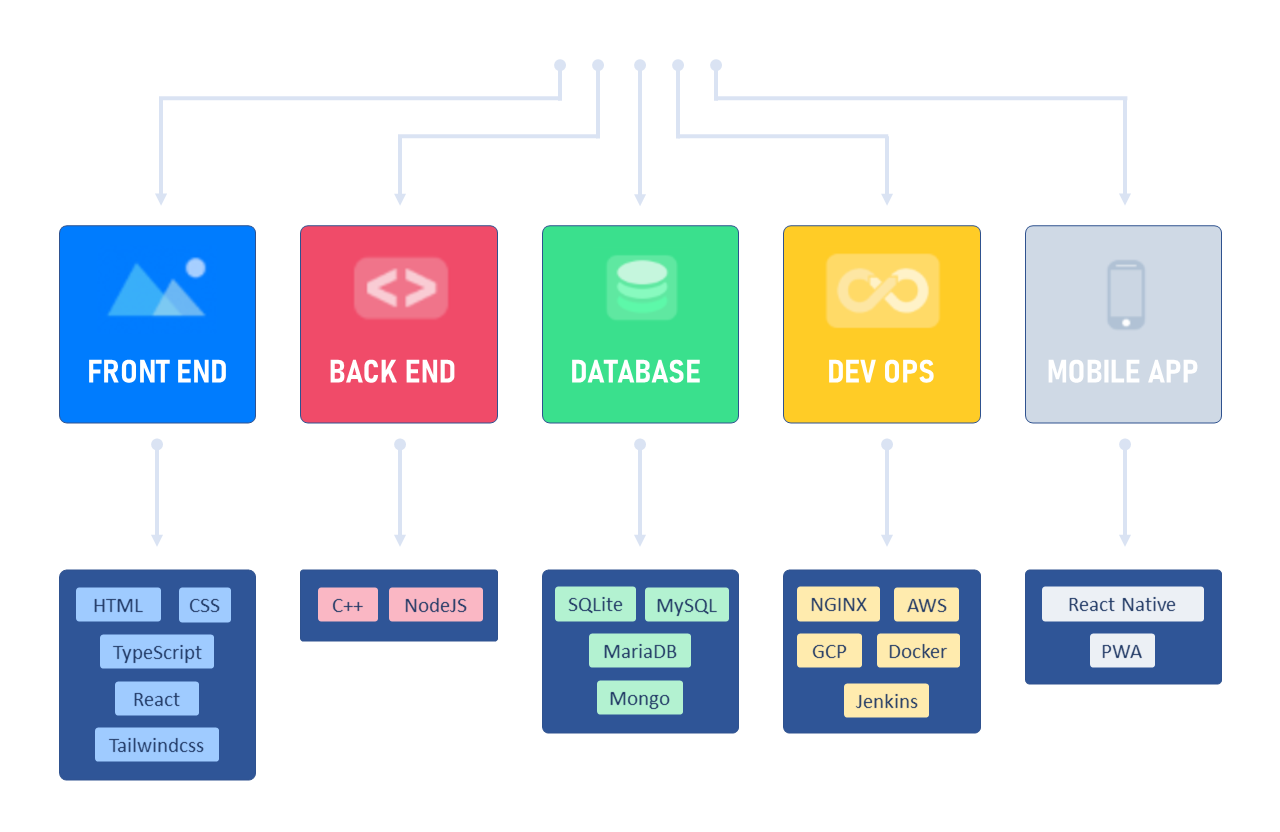 FRONT END
BACK END
DATABASE
DEV OPS
MOBILE APP
HTML CSS
TypeScript
React
Tailwindcss
C++ NodeJS
SQLite MySQL
MariaDB
Mongo
NGINX AWS
GCP Docker
Jenkins
React Native
PWA